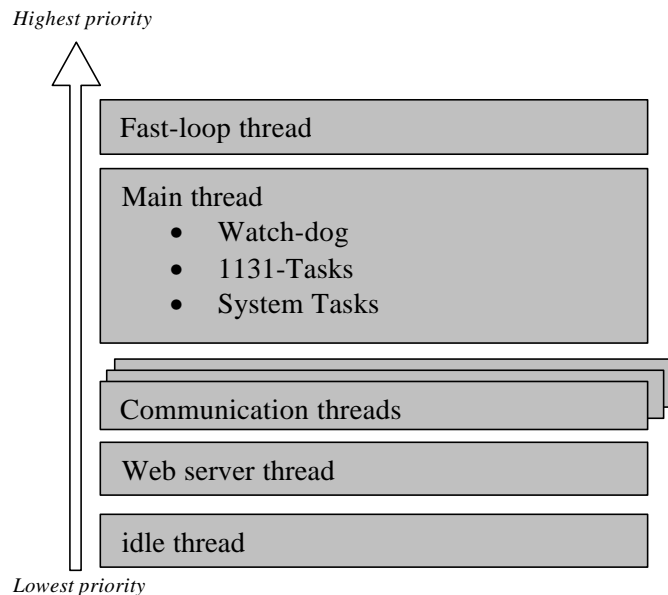 Highest priority
Fast-loop thread
Main thread
• Watch-dog
• 1131-Tasks
• System Tasks
Communication threads
Web server thread
idle thread
Lowest priority